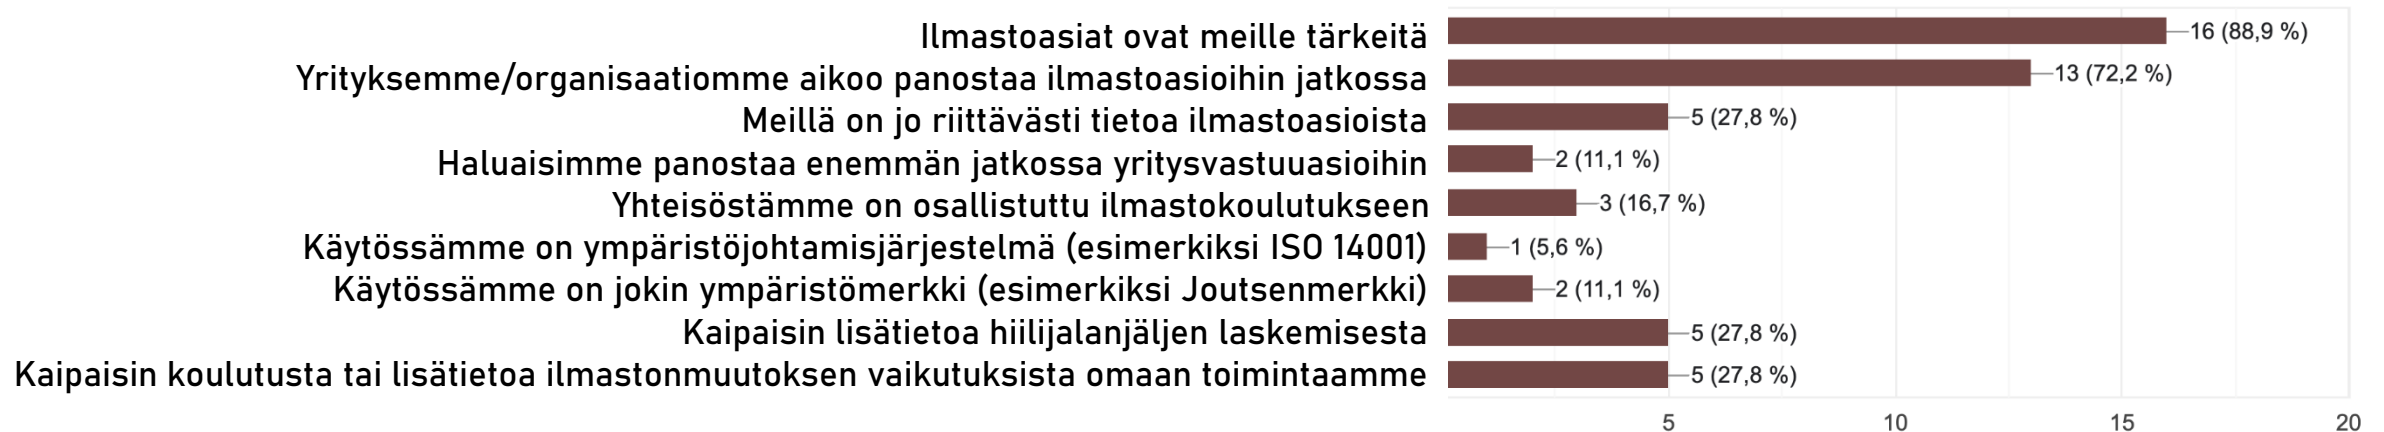 Ilmastoasiat ovat meille tärkeitä 16 (88,9 %)
Yrityksemme/organisaatiomme aikoo panostaa ilmastoasioihin jatkossa 13 (72,2 %)
Meillä on jo riittävästi tietoa ilmastoasioista 5 (27,8 %)
Haluaisimme panostaa enemmän jatkossa yritysvastuuasioihin 2 (11,1 %)
Yhteisöstämme on osallistuttu ilmastokoulutukseen 3 (16,7 %)
Käytössämme on ympäristöjohtamisjärjestelmä (esimerkiksi ISO 14001) 1 (5,6 %)
Käytössämme on jokin ympäristömerkki (esimerkiksi Joutsenmerkki) 2 (11,1 %)
Kaipaisin lisätietoa hiilijalanjäljen laskemisesta 5 (27,8 %)
Kaipaisin koulutusta tai lisätietoa ilmastonmuutoksen vaikutuksista omaan toimintaamme 5 (27,8 %)
5 10 15 20